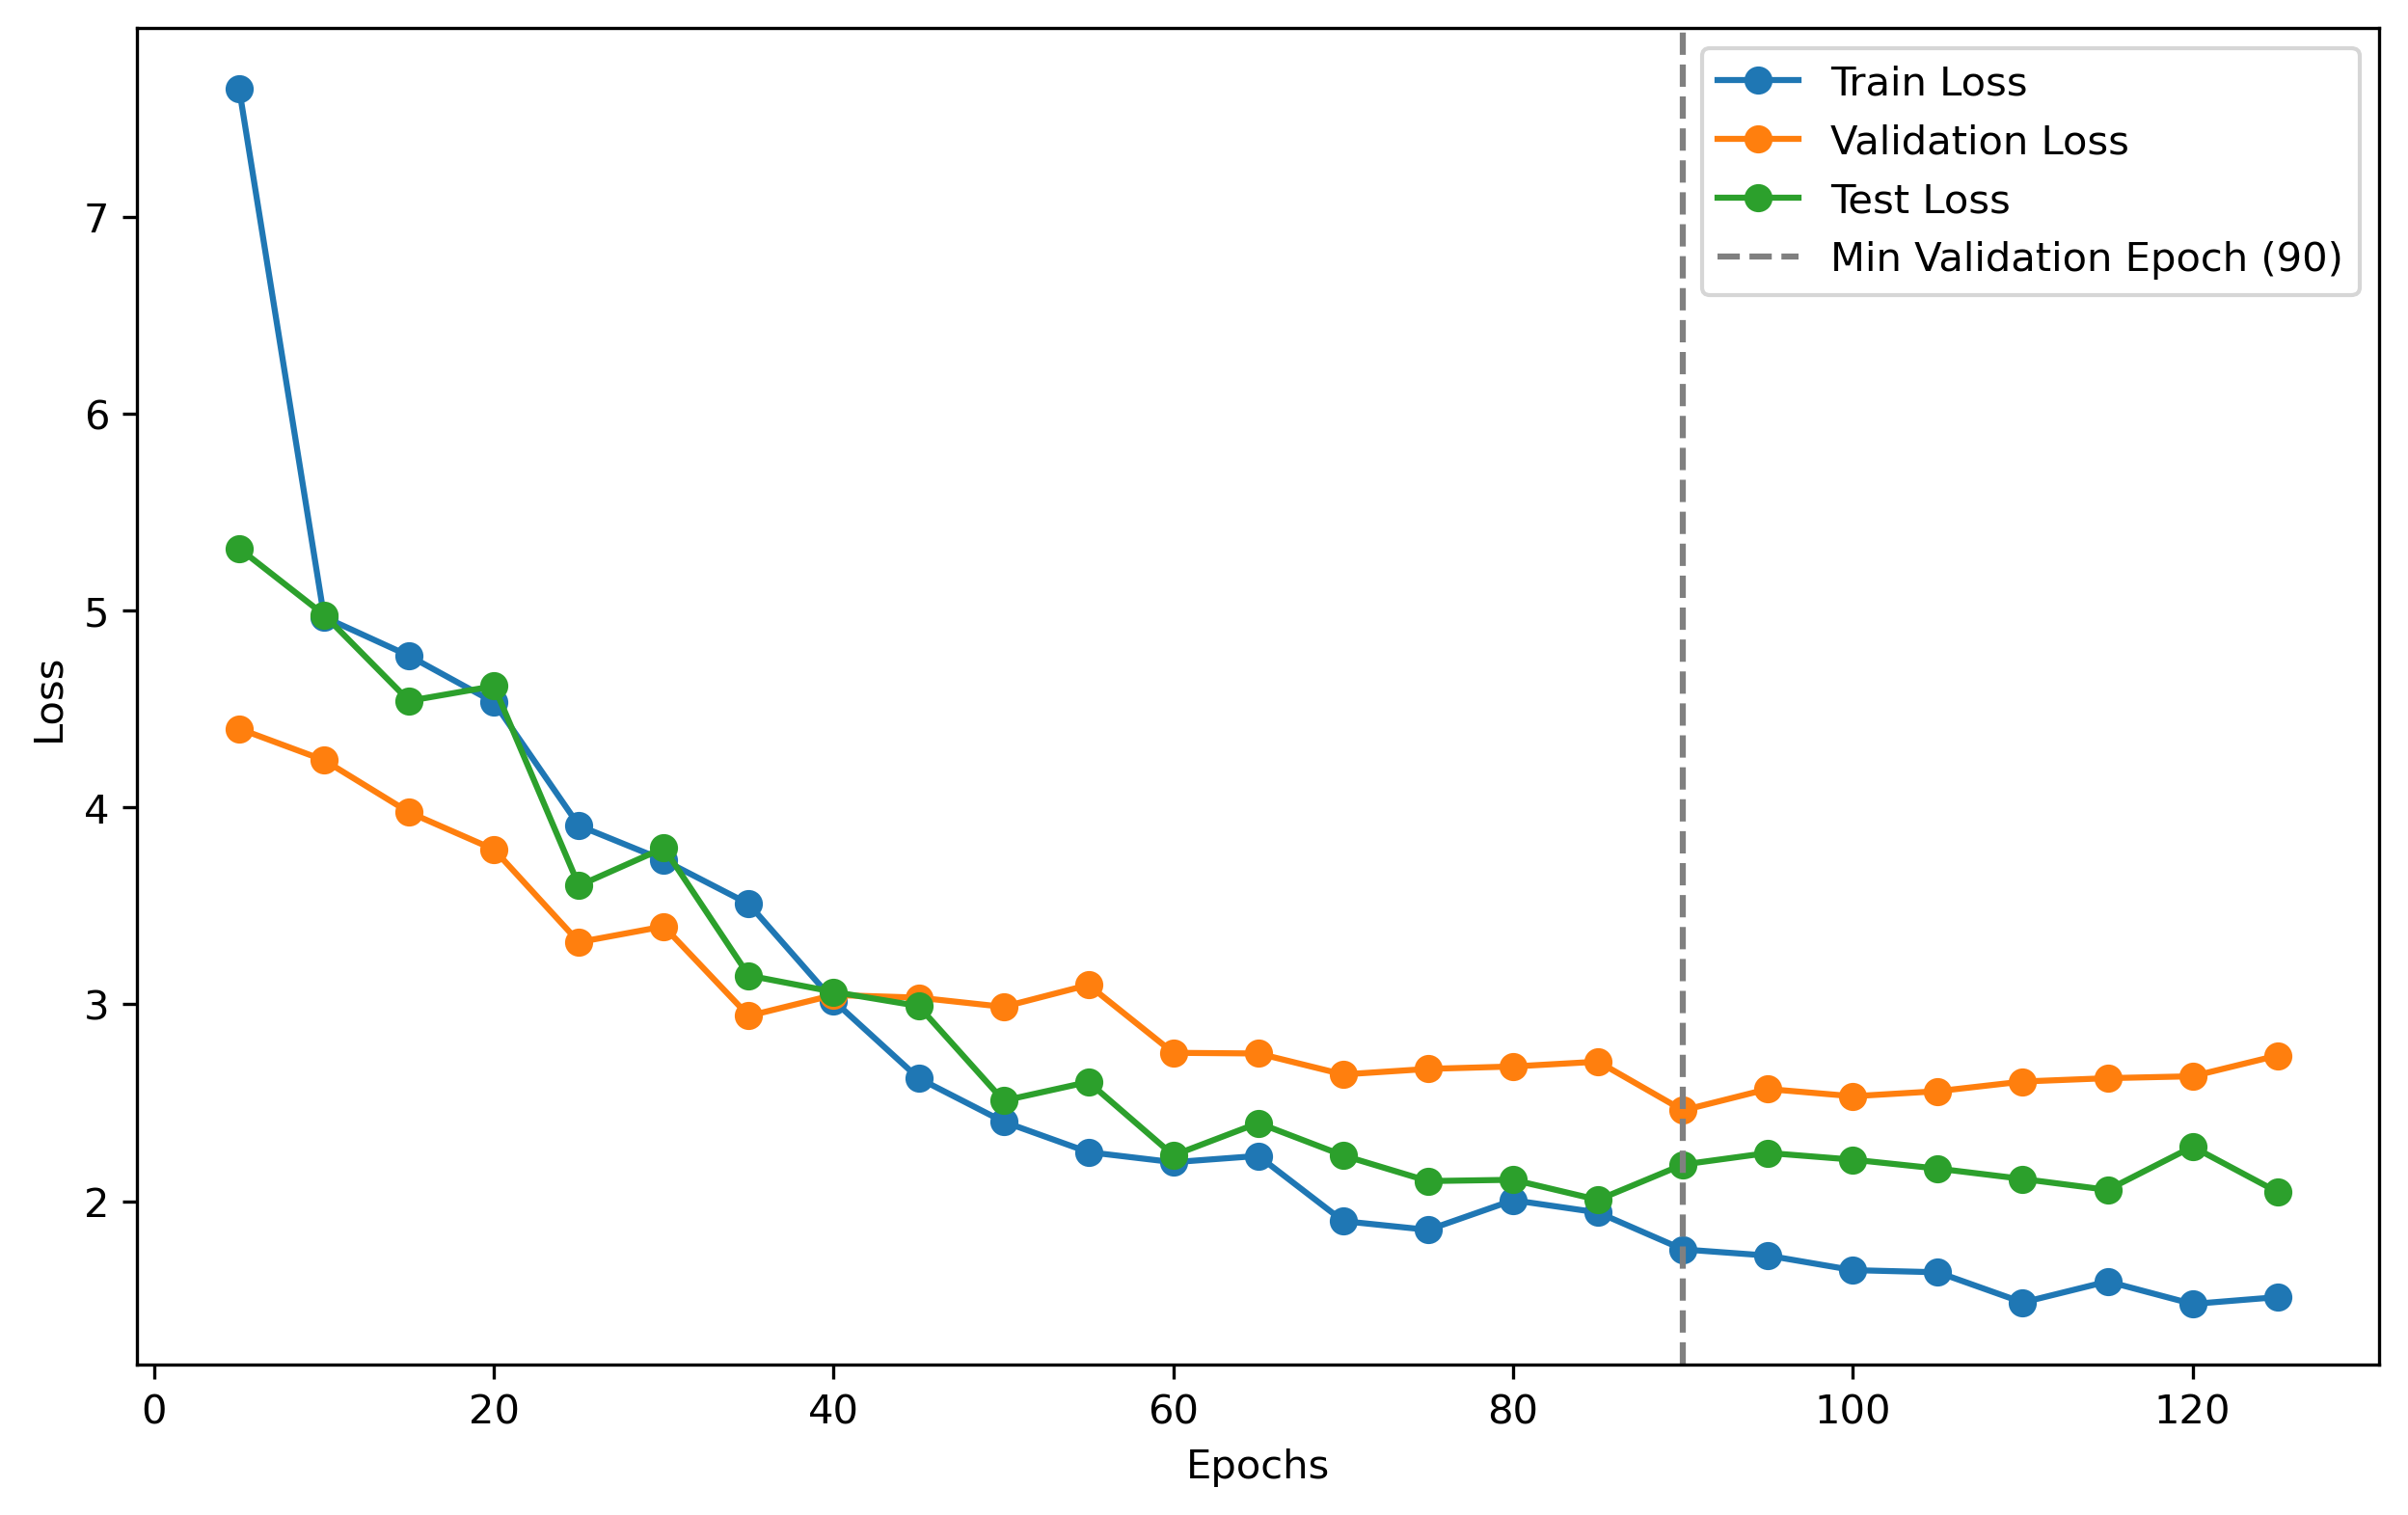 Train Loss
Validation Loss
Test Loss
Min Validation Epoch (90)
7
6
5
4
3
2
Loss
0 20 40 60 80 100 120
Epochs